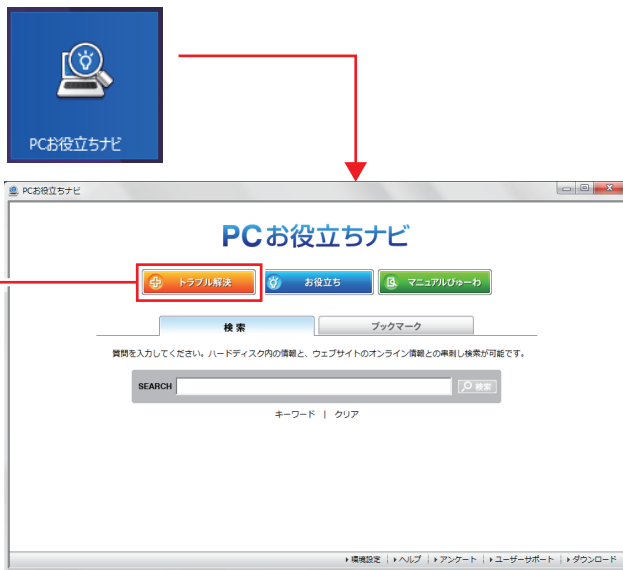 PCお役立ちナビ
PCお役立ちナビ
PCお役立ちナビ
トラブル解決 お役立ち マニュアルびゅーわ
検索 ブックマーク
質問を入力してください。ハードディスク内の情報と、ウェブサイトのオンライン情報との串刺し検索が可能です。
SEARCH 検索
キーワード | クリア
環境設定 | ヘルプ | アンケート | ユーザーサポート | ダウンロード